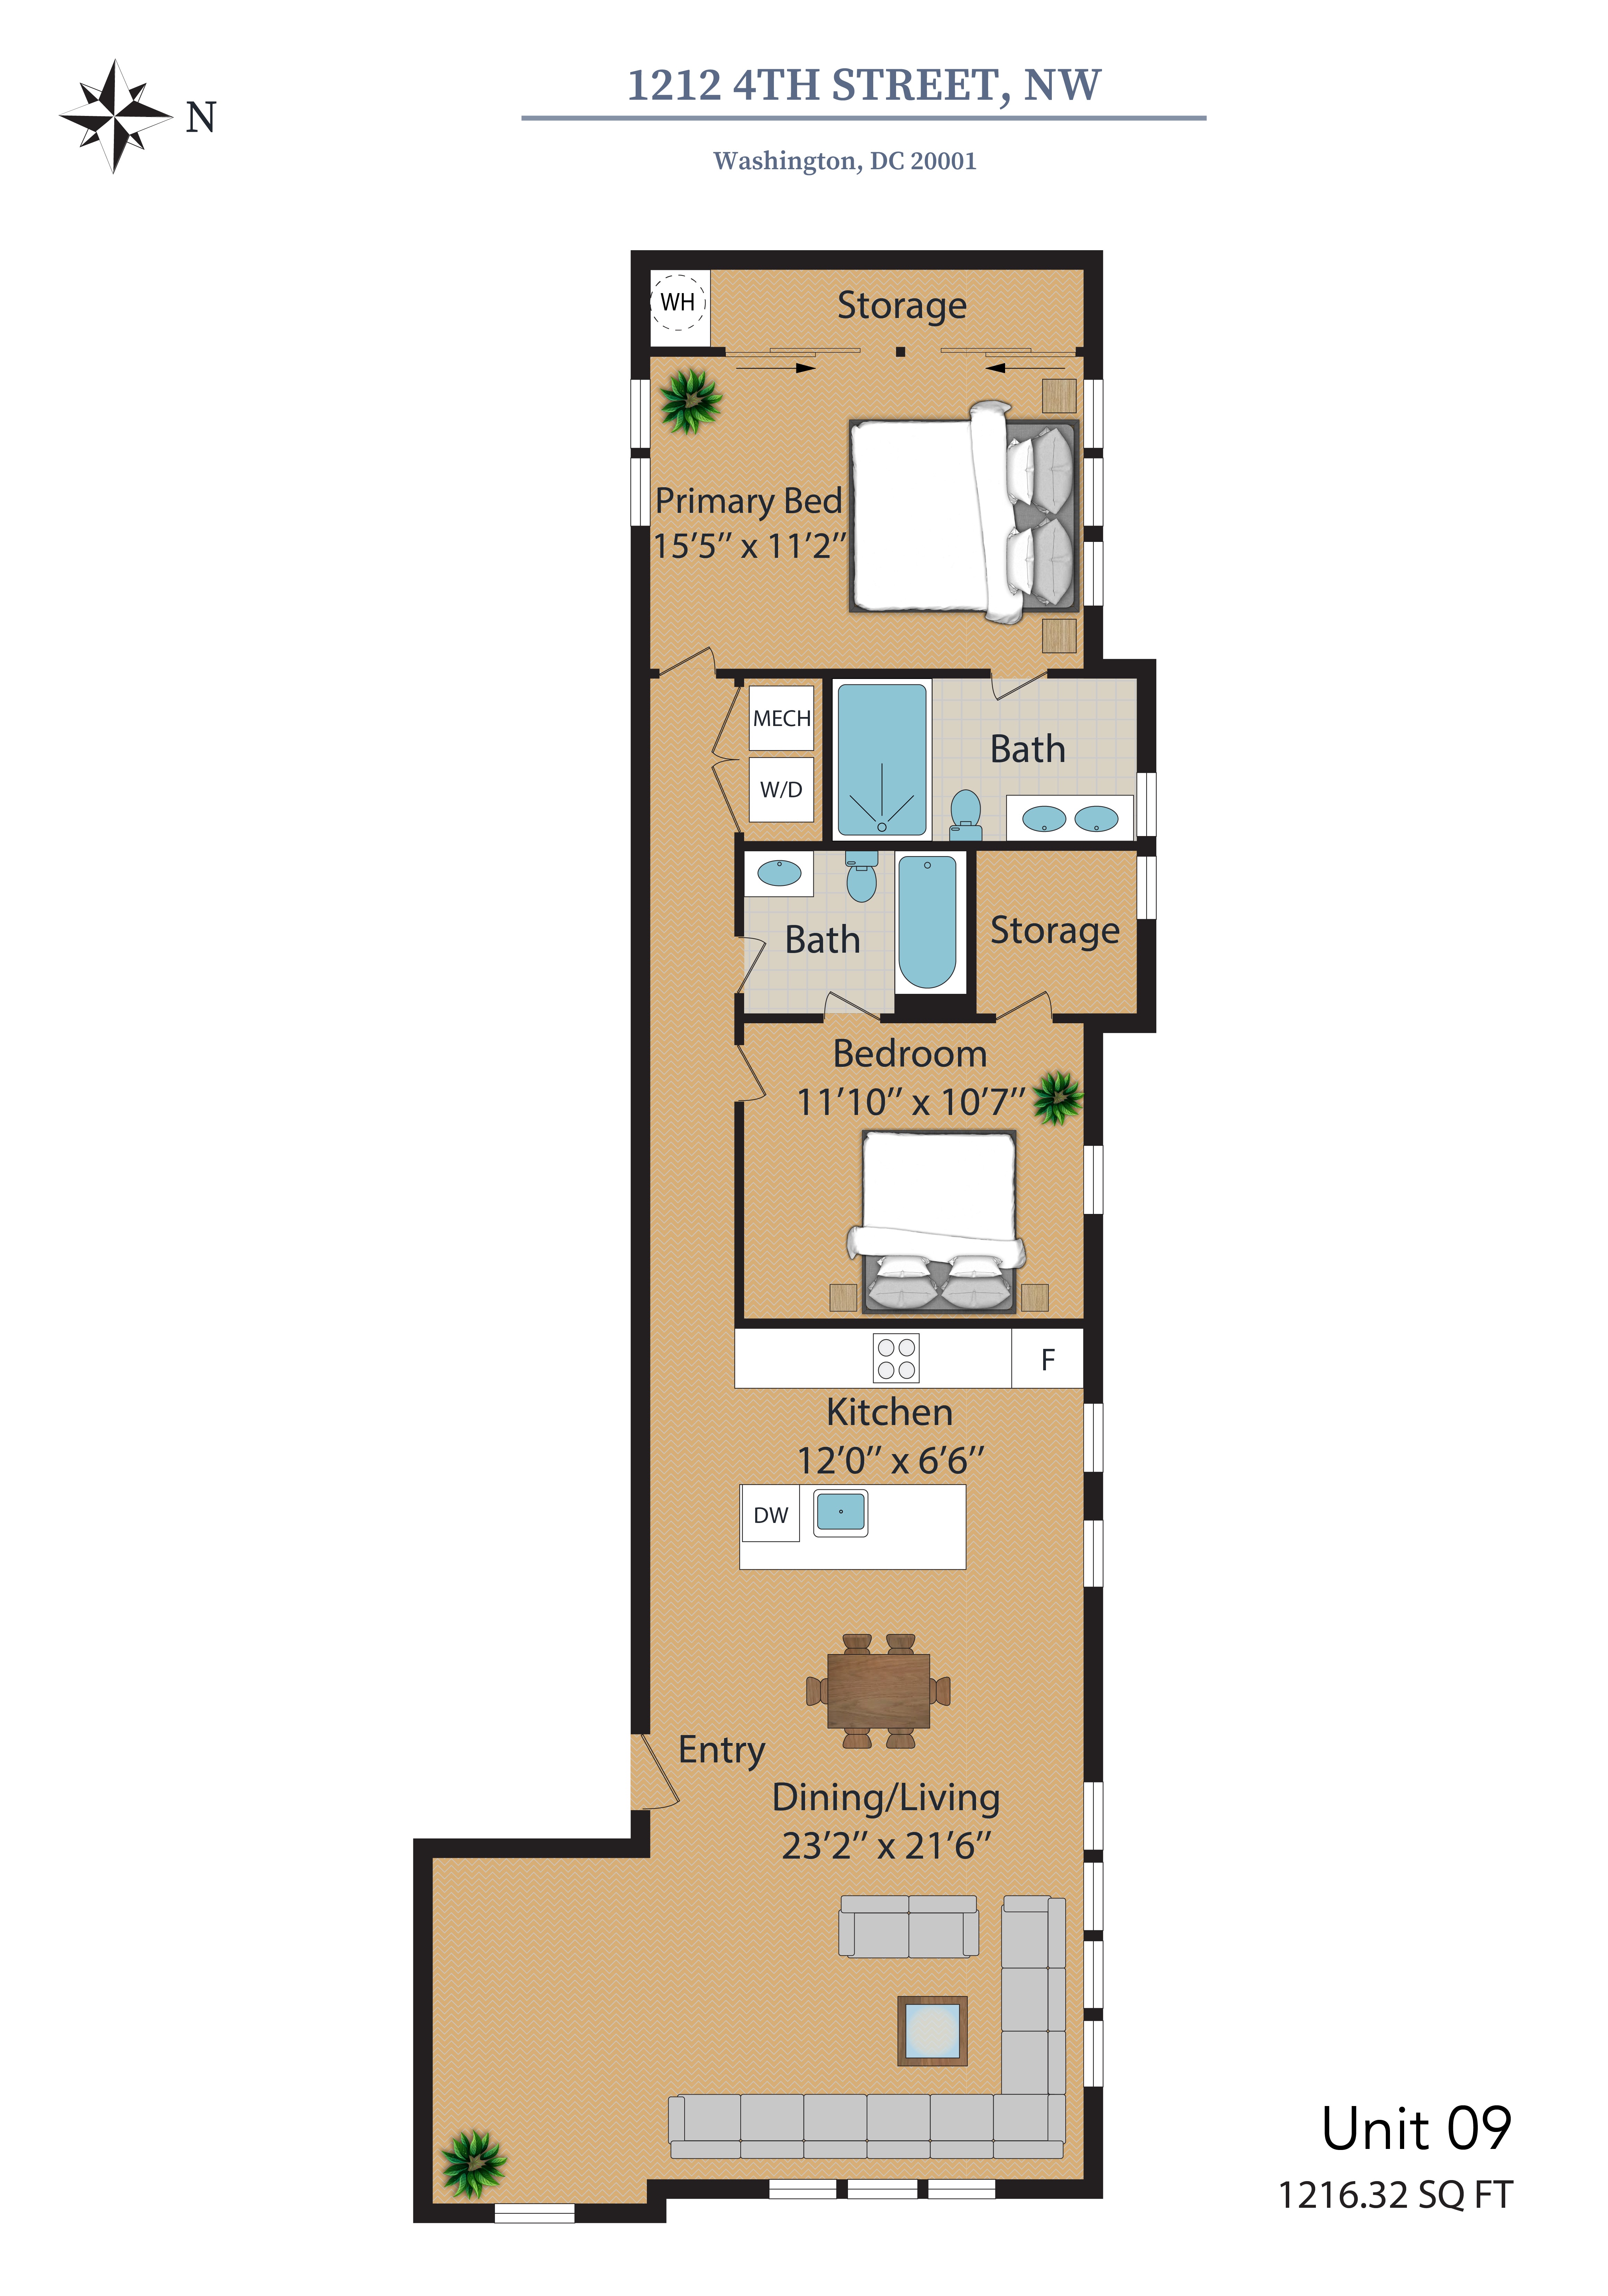 N
1212 4TH STREET, NW
Washington, DC 20001
WH
Storage
Primary Bed
15’5’’ x 11’2’’
MECH
W/D
Bath
Bath
Storage
Bedroom
11’10’’ x 10’7’’
F
Kitchen
12’0’’ x 6’6’’
DW
Entry
Dining/Living
23’2’’ x 21’6’’
Unit 09
1216.32 SQ FT